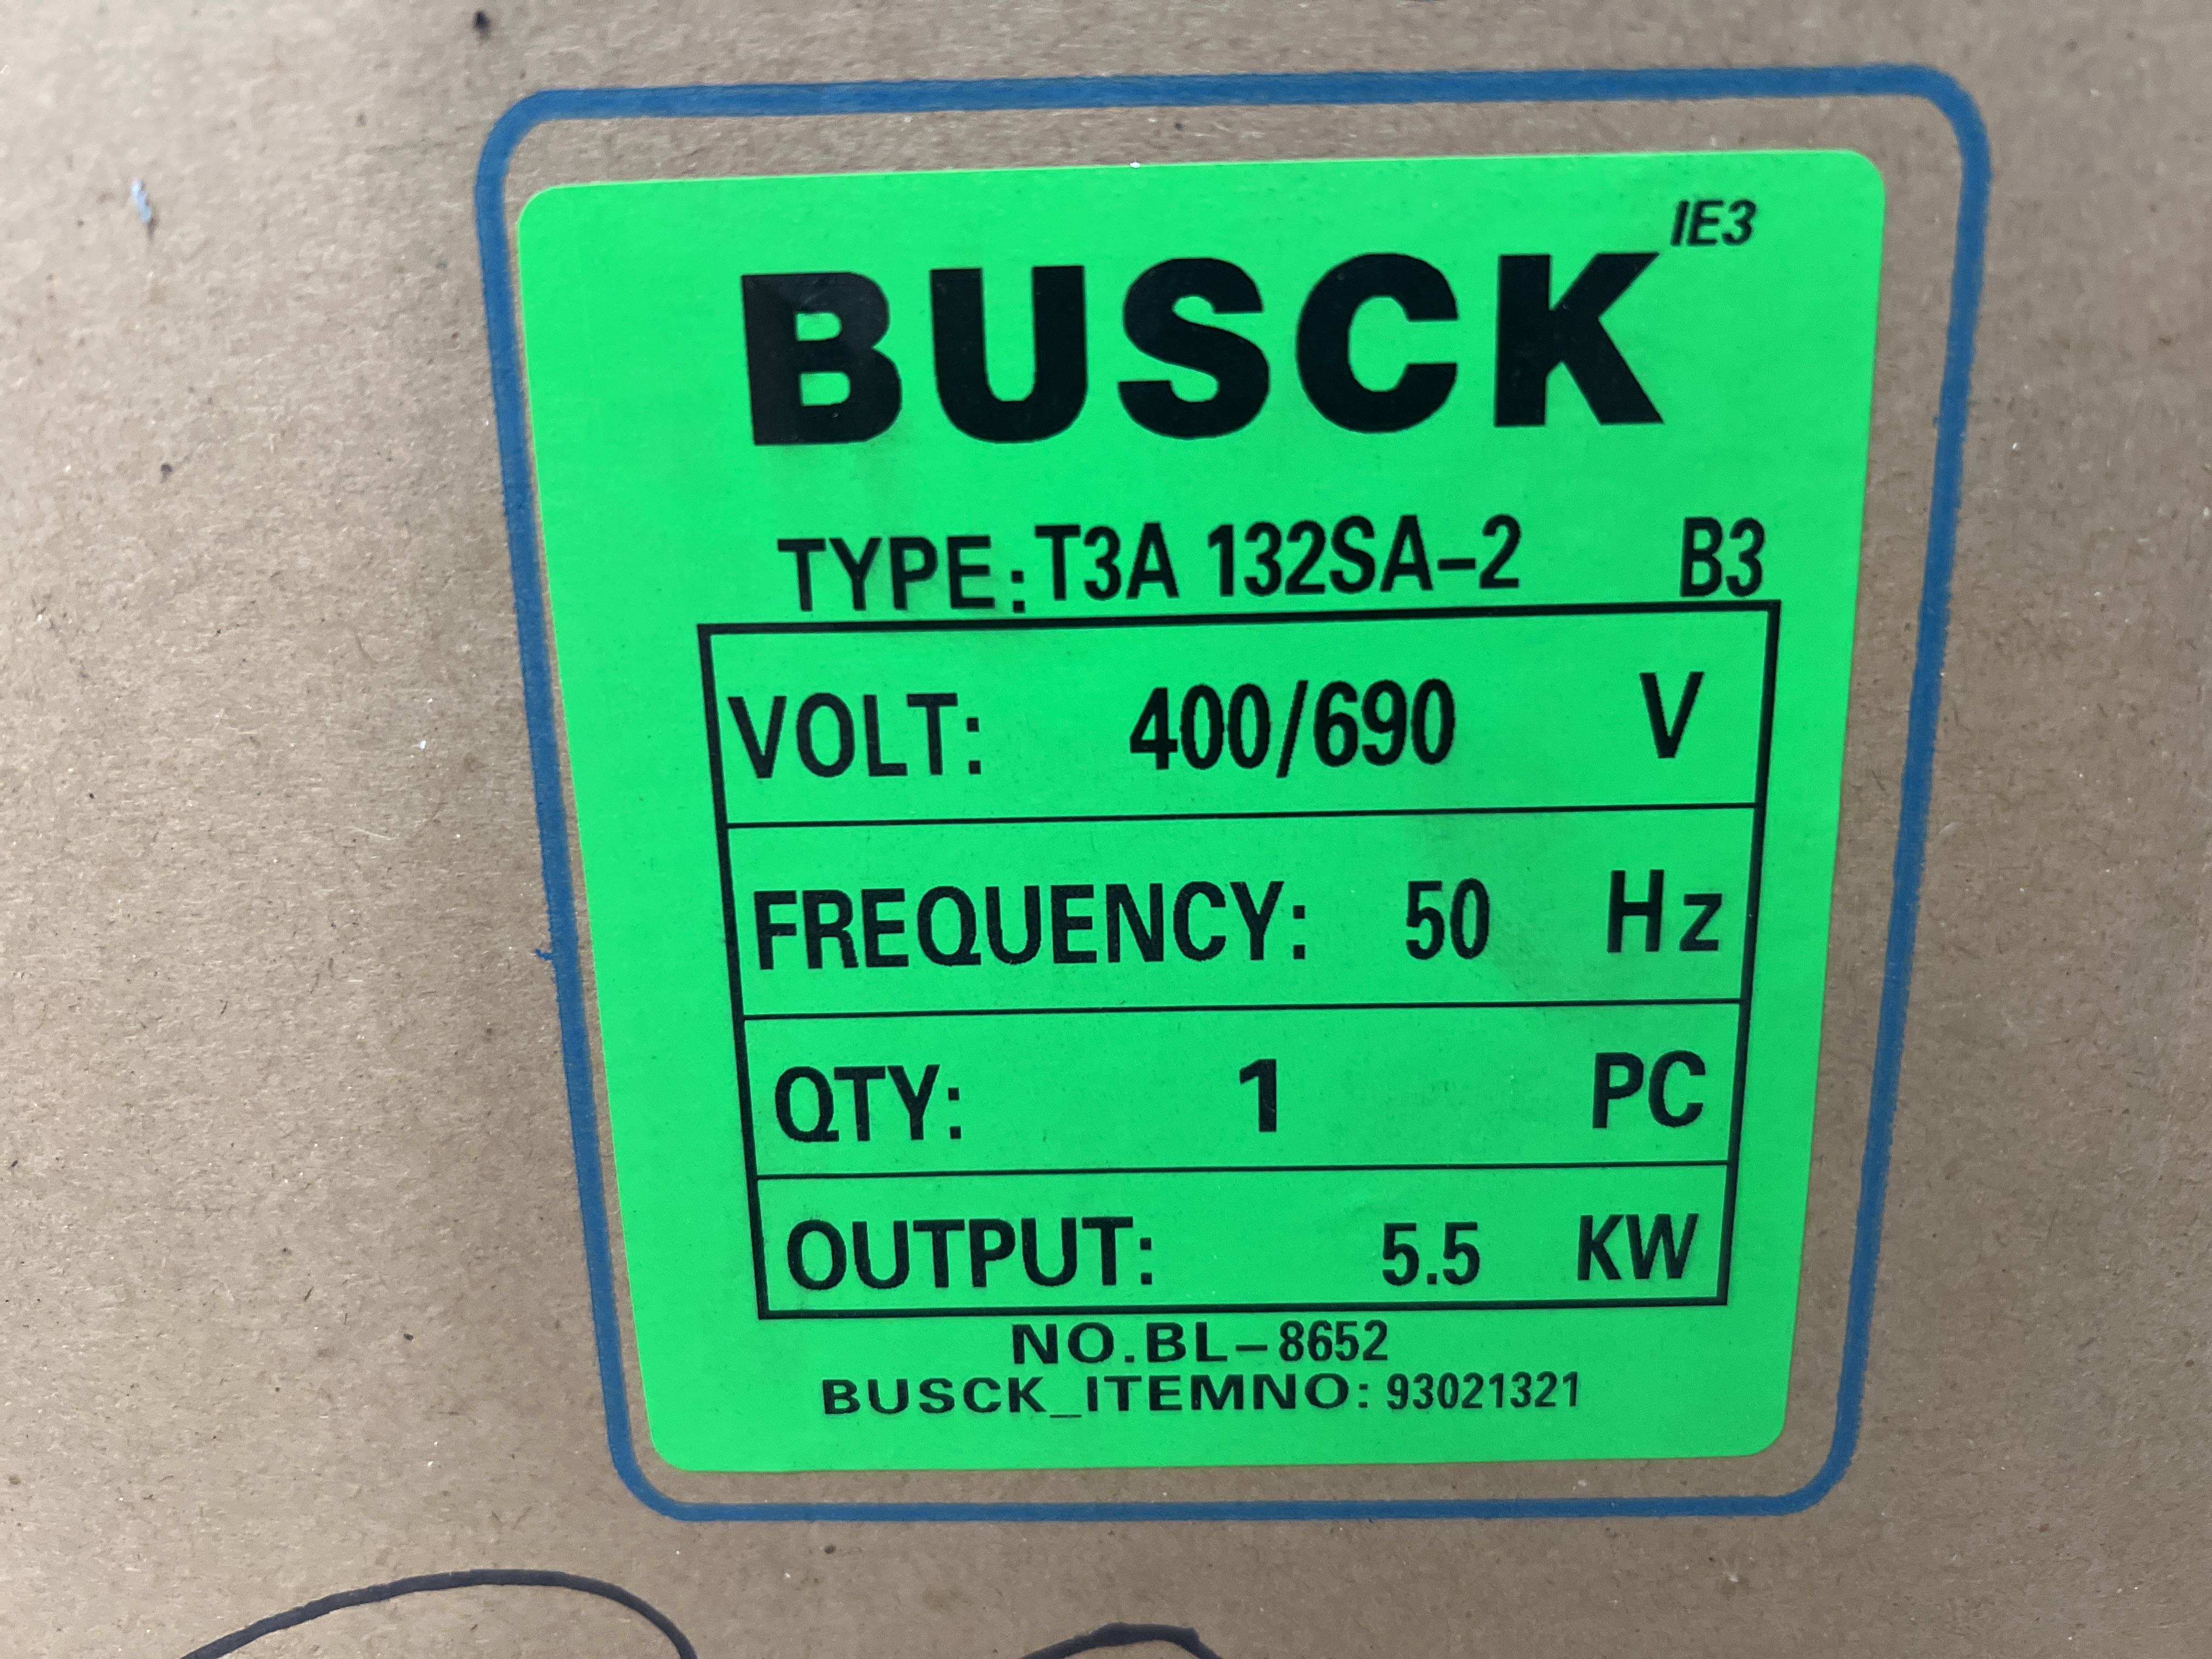 IE3
BUSCK
TYPE: T3A 132SA-2 B3
VOLT: 400/690 V
FREQUENCY: 50 Hz
QTY: 1 PC
OUTPUT: 5.5 KW
NO.BL-8652
BUSCK_ITEMNO: 93021321